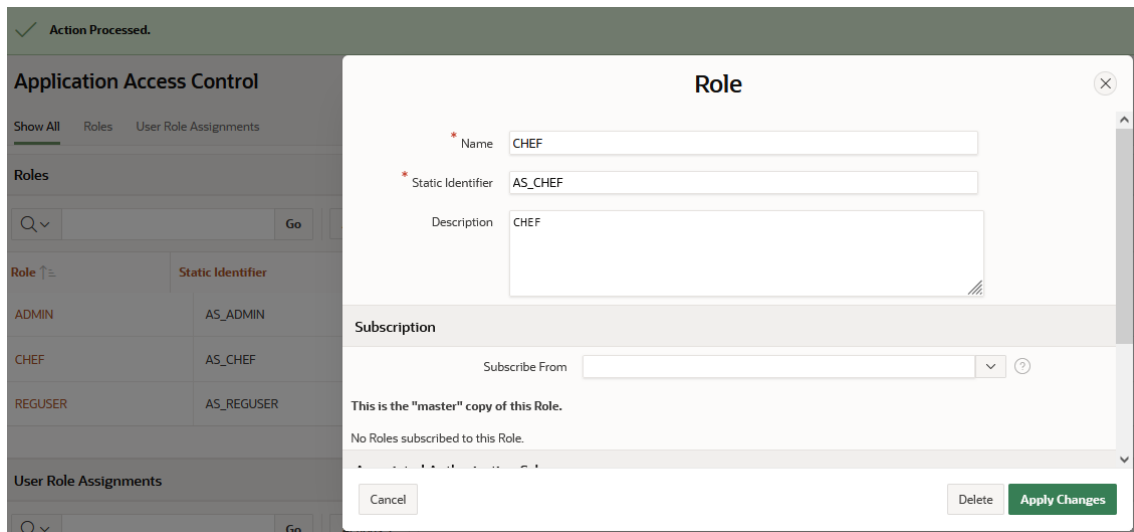 Action Processed.
Application Access Control
Show All Roles User Role Assignments
Roles
Go
Role Static Identifier
ADMIN AS_ADMIN
CHEF AS_CHEF
REGUSER AS_REGUSER
User Role Assignments
Go
Role
* Name CHEF
* Static Identifier AS_CHEF
Description CHEF
Subscription
Subscribe From
This is the "master" copy of this Role.
No Roles subscribed to this Role.
Cancel Delete Apply Changes